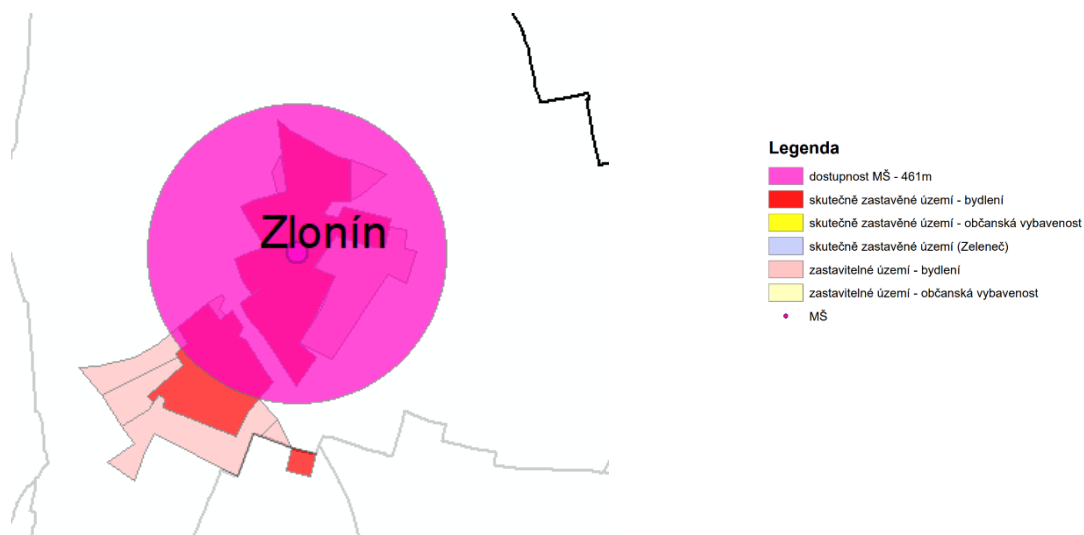 Zlonín
Legenda
dostupnost MŠ - 461m
skutečně zastavěné území - bydlení
skutečně zastavěné území - občanská vybavenost
skutečně zastavěné území (Zeleneč)
zastavitelné území - bydlení
zastavitelné území - občanská vybavenost
MŠ